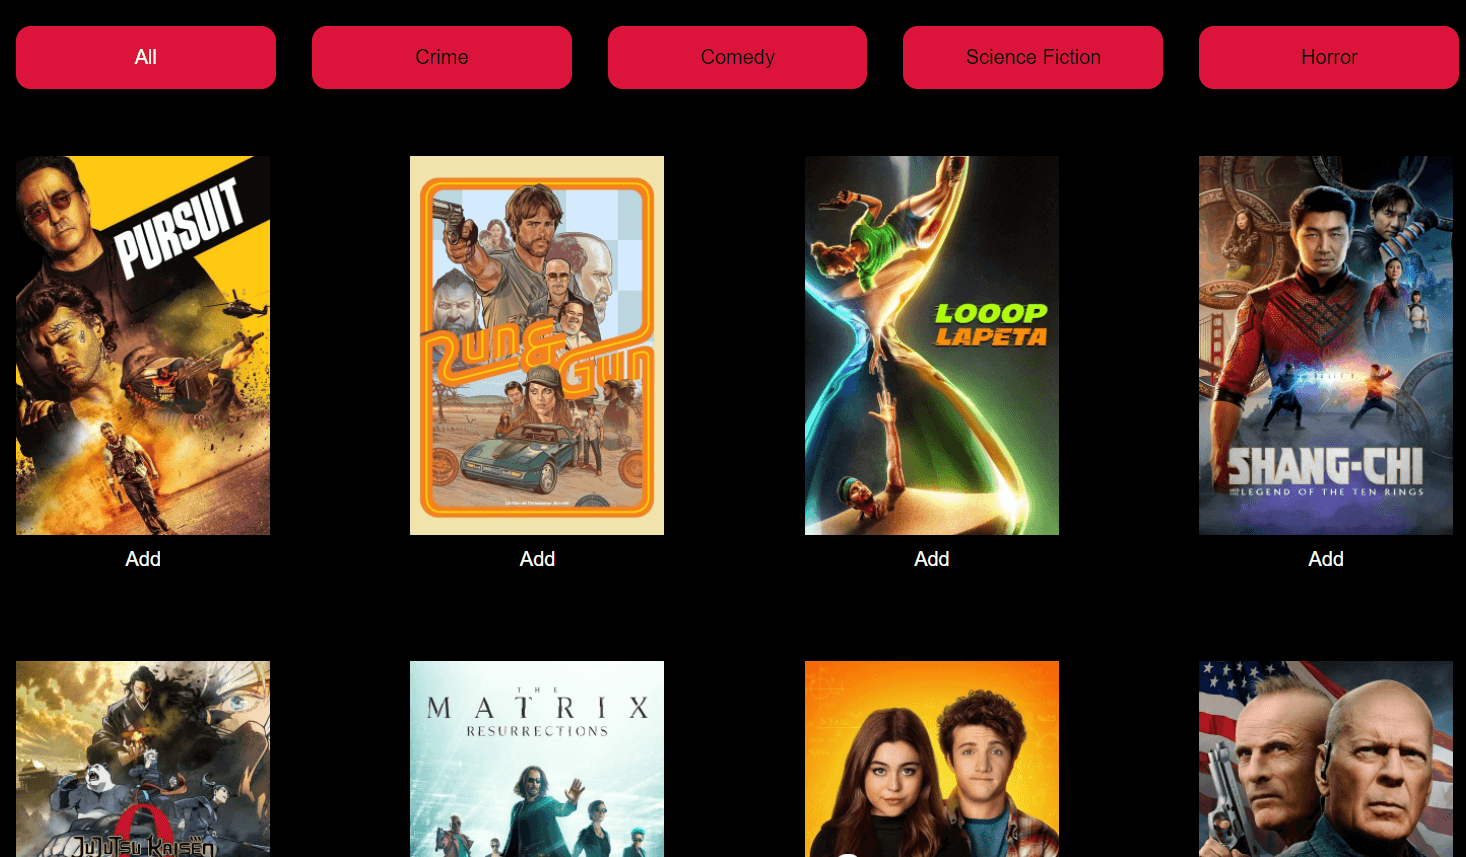 All
Crime
Comedy
Science Fiction
Horror
PURSUIT
Run &
Gun
LOOOP
LAPETA
SHANG-CHI
LEGEND OF THE TEN RINGS
Add
Add
Add
Add
THE
MATRIX
RESURRECTIONS
0
JUJUTSU KAISEN